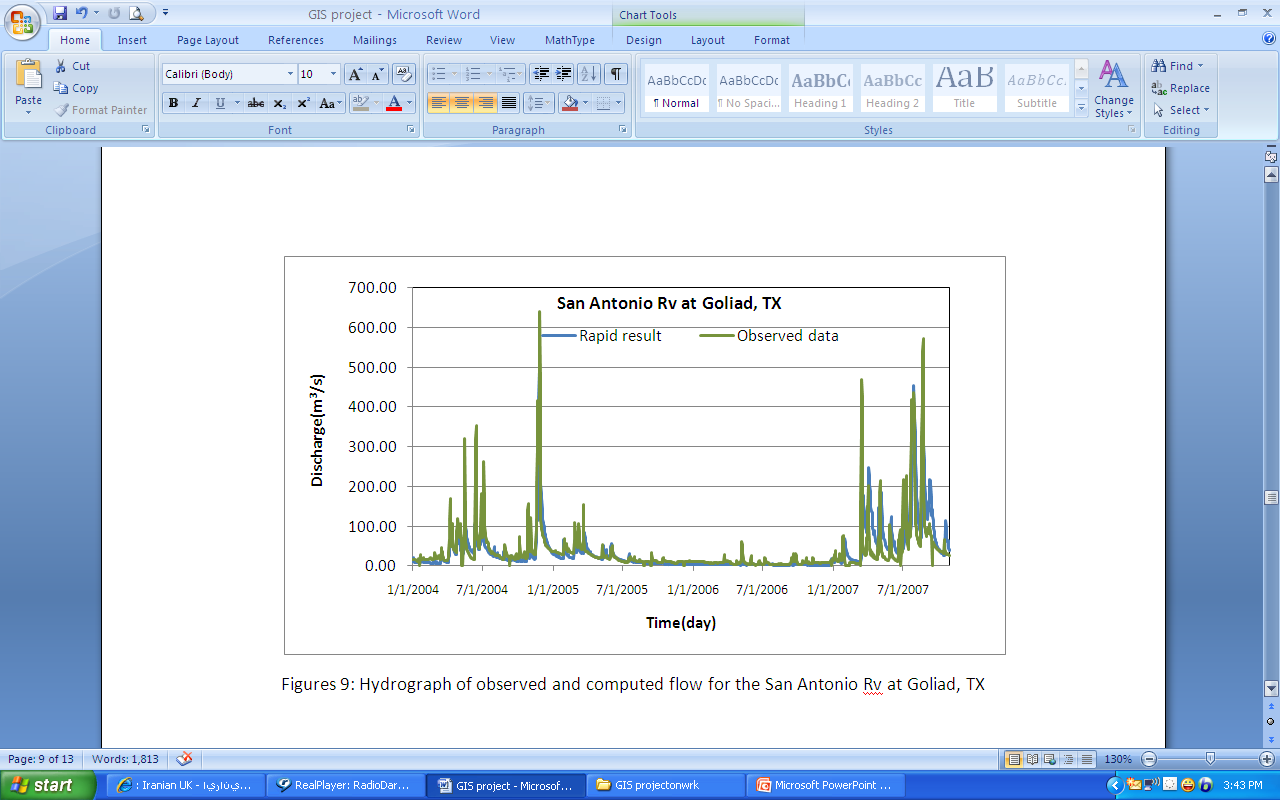 GIS project - Microsoft Word
Chart Tools
Home Insert Page Layout References Mailings Review View MathType Design Layout Format
Paste
Cut
Copy
Format Painter
Clipboard
Calibri (Body) 10
Font
Paragraph
AaBbCcDc AaBbCcDc AaBbC AaBbCc AaB AaBbCc.
¶ Normal ¶ No Spaci... Heading 1 Heading 2 Title Subtitle
Change Styles
Styles
Find
Replace
Select
Editing
San Antonio Rv at Goliad, TX
Rapid result Observed data
Discharge(m³/s)
700.00
600.00
500.00
400.00
300.00
200.00
100.00
0.00
1/1/2004 7/1/2004 1/1/2005 7/1/2005 1/1/2006 7/1/2006 1/1/2007 7/1/2007
Time(day)
Figures 9: Hydrograph of observed and computed flow for the San Antonio Rv at Goliad, TX
Page: 9 of 13 Words: 1,813 130%
start : Iranian UK - ايرانيـ... RealPlayer: RadioDar... GIS project - Microsof... GIS projectonwrk Microsoft PowerPoint ... 3:43 PM